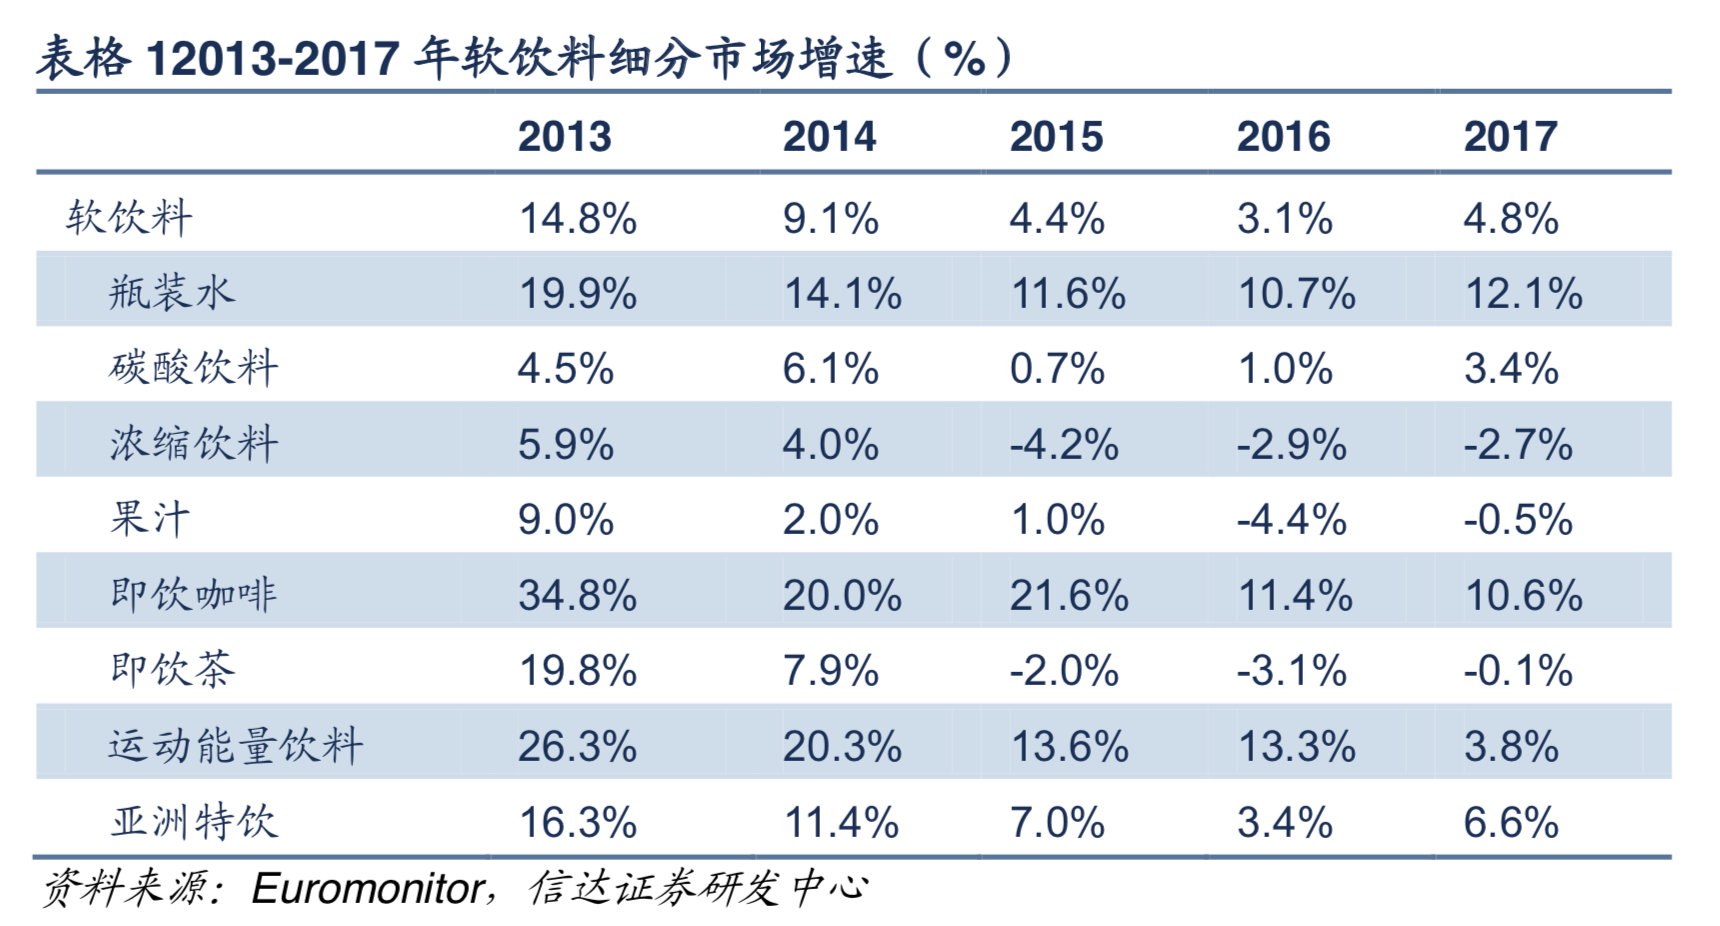 表格 12013-2017 年软饮料细分市场增速（%）
2013 2014 2015 2016 2017
软饮料 14.8% 9.1% 4.4% 3.1% 4.8%
瓶装水 19.9% 14.1% 11.6% 10.7% 12.1%
碳酸饮料 4.5% 6.1% 0.7% 1.0% 3.4%
浓缩饮料 5.9% 4.0% -4.2% -2.9% -2.7%
果汁 9.0% 2.0% 1.0% -4.4% -0.5%
即饮咖啡 34.8% 20.0% 21.6% 11.4% 10.6%
即饮茶 19.8% 7.9% -2.0% -3.1% -0.1%
运动能量饮料 26.3% 20.3% 13.6% 13.3% 3.8%
亚洲特饮 16.3% 11.4% 7.0% 3.4% 6.6%
资料来源：Euromonitor，信达证券研发中心